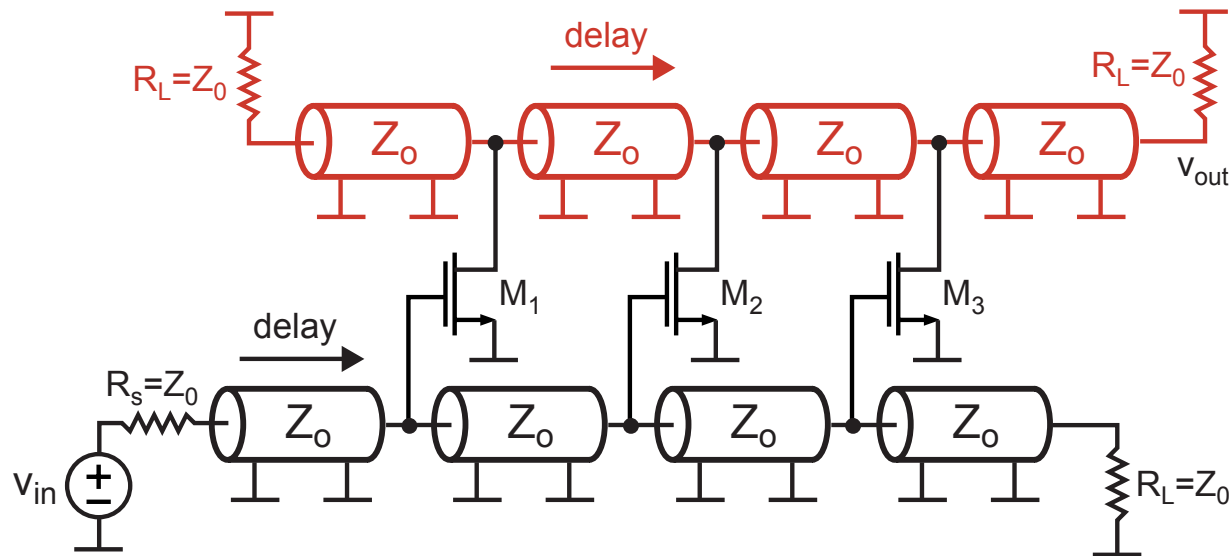 delay
R_L=Z_0
R_L=Z_0
Z_o
Z_o
Z_o
Z_o
v_out
M_1
M_2
M_3
delay
R_s=Z_0
Z_o
Z_o
Z_o
Z_o
v_in
+
−
R_L=Z_0